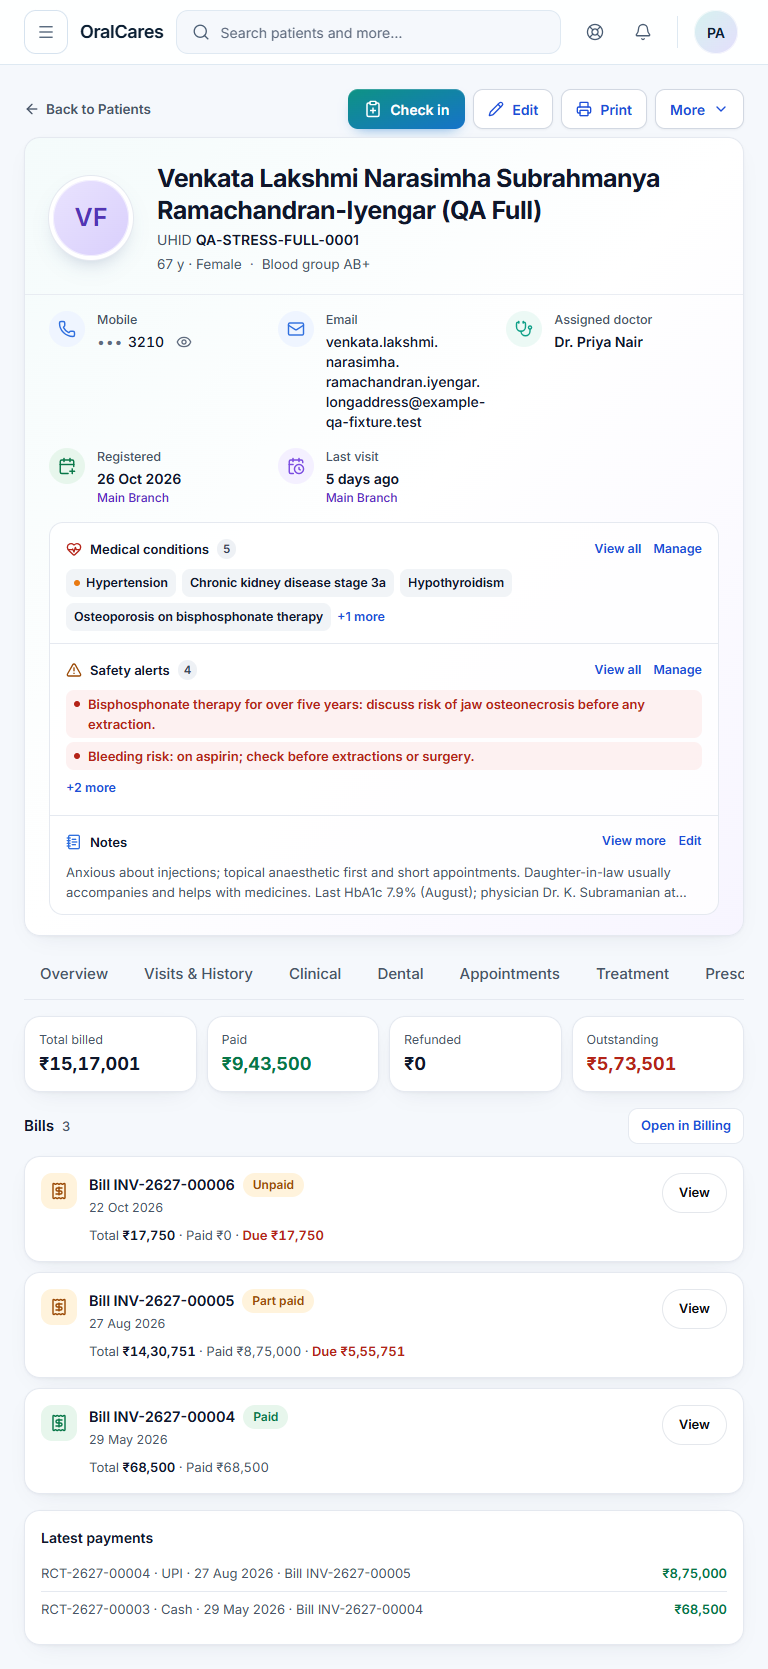 OralCares
Search patients and more...
PA
Back to Patients
Check in
Edit
Print
More
VF
Venkata Lakshmi Narasimha Subrahmanya
Ramachandran-Iyengar (QA Full)
UHID QA-STRESS-FULL-0001
67 y · Female · Blood group AB+
Mobile
••• 3210
Email
venkata.lakshmi.
narasimha.
ramachandran.iyengar.
longaddress@example-
qa-fixture.test
Assigned doctor
Dr. Priya Nair
Registered
26 Oct 2026
Main Branch
Last visit
5 days ago
Main Branch
Medical conditions 5
View all Manage
Hypertension
Chronic kidney disease stage 3a
Hypothyroidism
Osteoporosis on bisphosphonate therapy
+1 more
Safety alerts 4
View all Manage
Bisphosphonate therapy for over five years: discuss risk of jaw osteonecrosis before any
extraction.
Bleeding risk: on aspirin; check before extractions or surgery.
+2 more
Notes
View more Edit
Anxious about injections; topical anaesthetic first and short appointments. Daughter-in-law usually
accompanies and helps with medicines. Last HbA1c 7.9% (August); physician Dr. K. Subramanian at...
Overview
Visits & History
Clinical
Dental
Appointments
Treatment
Presc
Total billed
₹15,17,001
Paid
₹9,43,500
Refunded
₹0
Outstanding
₹5,73,501
Bills 3
Open in Billing
Bill INV-2627-00006 Unpaid
22 Oct 2026
Total ₹17,750 · Paid ₹0 · Due ₹17,750
View
Bill INV-2627-00005 Part paid
27 Aug 2026
Total ₹14,30,751 · Paid ₹8,75,000 · Due ₹5,55,751
View
Bill INV-2627-00004 Paid
29 May 2026
Total ₹68,500 · Paid ₹68,500
View
Latest payments
RCT-2627-00004 · UPI · 27 Aug 2026 · Bill INV-2627-00005 ₹8,75,000
RCT-2627-00003 · Cash · 29 May 2026 · Bill INV-2627-00004 ₹68,500